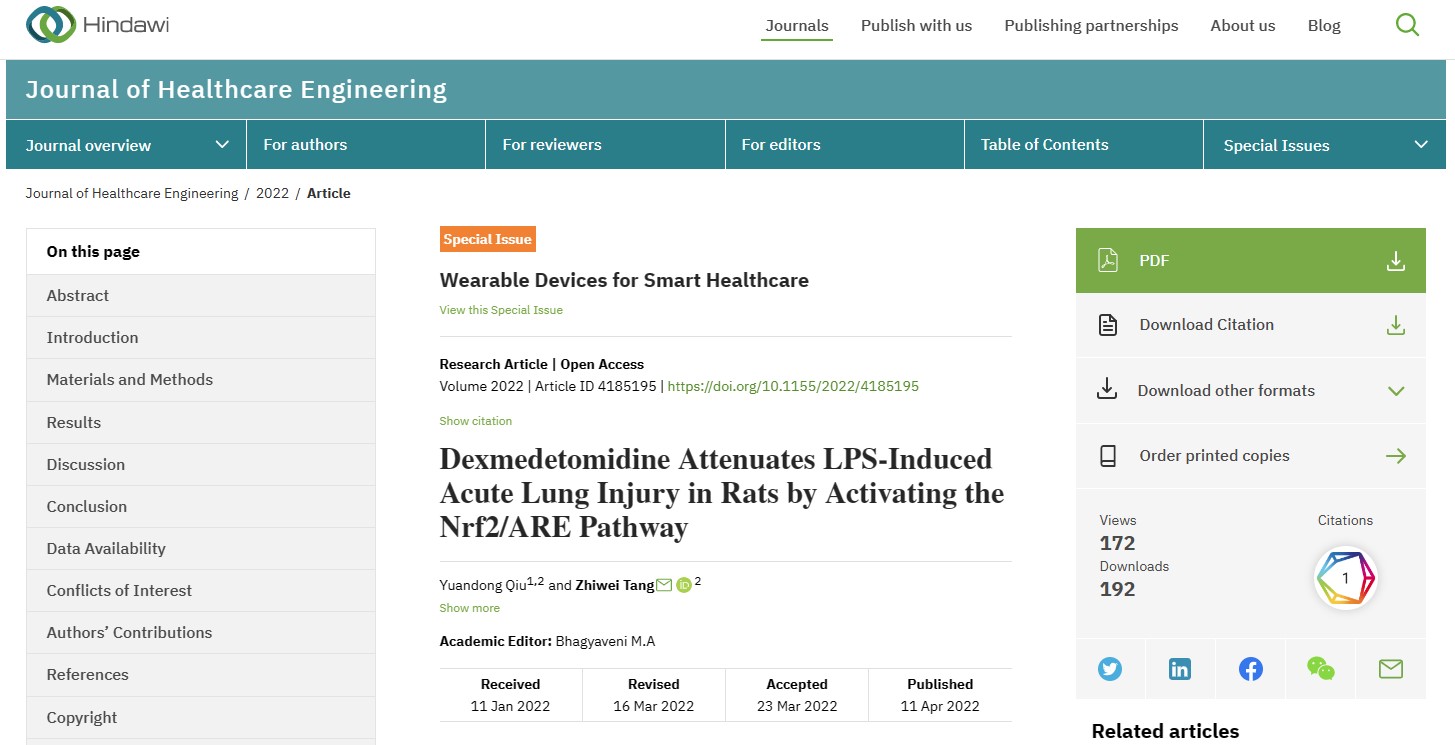 Hindawi
Journals
Publish with us
Publishing partnerships
About us
Blog
Journal of Healthcare Engineering
Journal overview
For authors
For reviewers
For editors
Table of Contents
Special Issues
Journal of Healthcare Engineering / 2022 / Article
On this page
Abstract
Introduction
Materials and Methods
Results
Discussion
Conclusion
Data Availability
Conflicts of Interest
Authors’ Contributions
References
Copyright
Special Issue
Wearable Devices for Smart Healthcare
View this Special Issue
Research Article | Open Access
Volume 2022 | Article ID 4185195 | https://doi.org/10.1155/2022/4185195
Show citation
Dexmedetomidine Attenuates LPS-Induced
Acute Lung Injury in Rats by Activating the
Nrf2/ARE Pathway
Yuandong Qiu1,2 and Zhiwei Tang iD 2
Show more
Academic Editor: Bhagyaveni M.A
Received
11 Jan 2022
Revised
16 Mar 2022
Accepted
23 Mar 2022
Published
11 Apr 2022
PDF
Download Citation
Download other formats
Order printed copies
Views
172
Downloads
192
Citations
1
in
Related articles